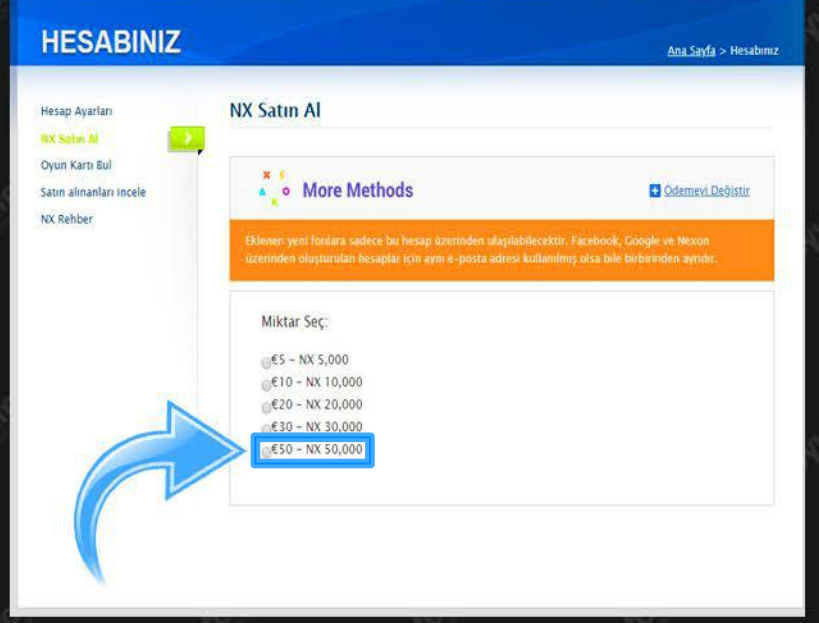 HESABINIZ
Ana Sayfa > Hesabınız
Hesap Ayarları
NX Satın Al
Oyun Kartı Bul
Satın alınanları incele
NX Rehber
NX Satın Al
More Methods
Ödemeyi Değiştir
Eklenen yeni fonlara sadece bu hesap üzerinden ulaşılabilecektir. Facebook, Google ve Nexon
üzerinden oluşturulan hesaplar için aynı e-posta adresi kullanılmış olsa bile birbirinden ayrıdır.
Miktar Seç:
€5 - NX 5,000
€10 - NX 10,000
€20 - NX 20,000
€30 - NX 30,000
€50 - NX 50,000